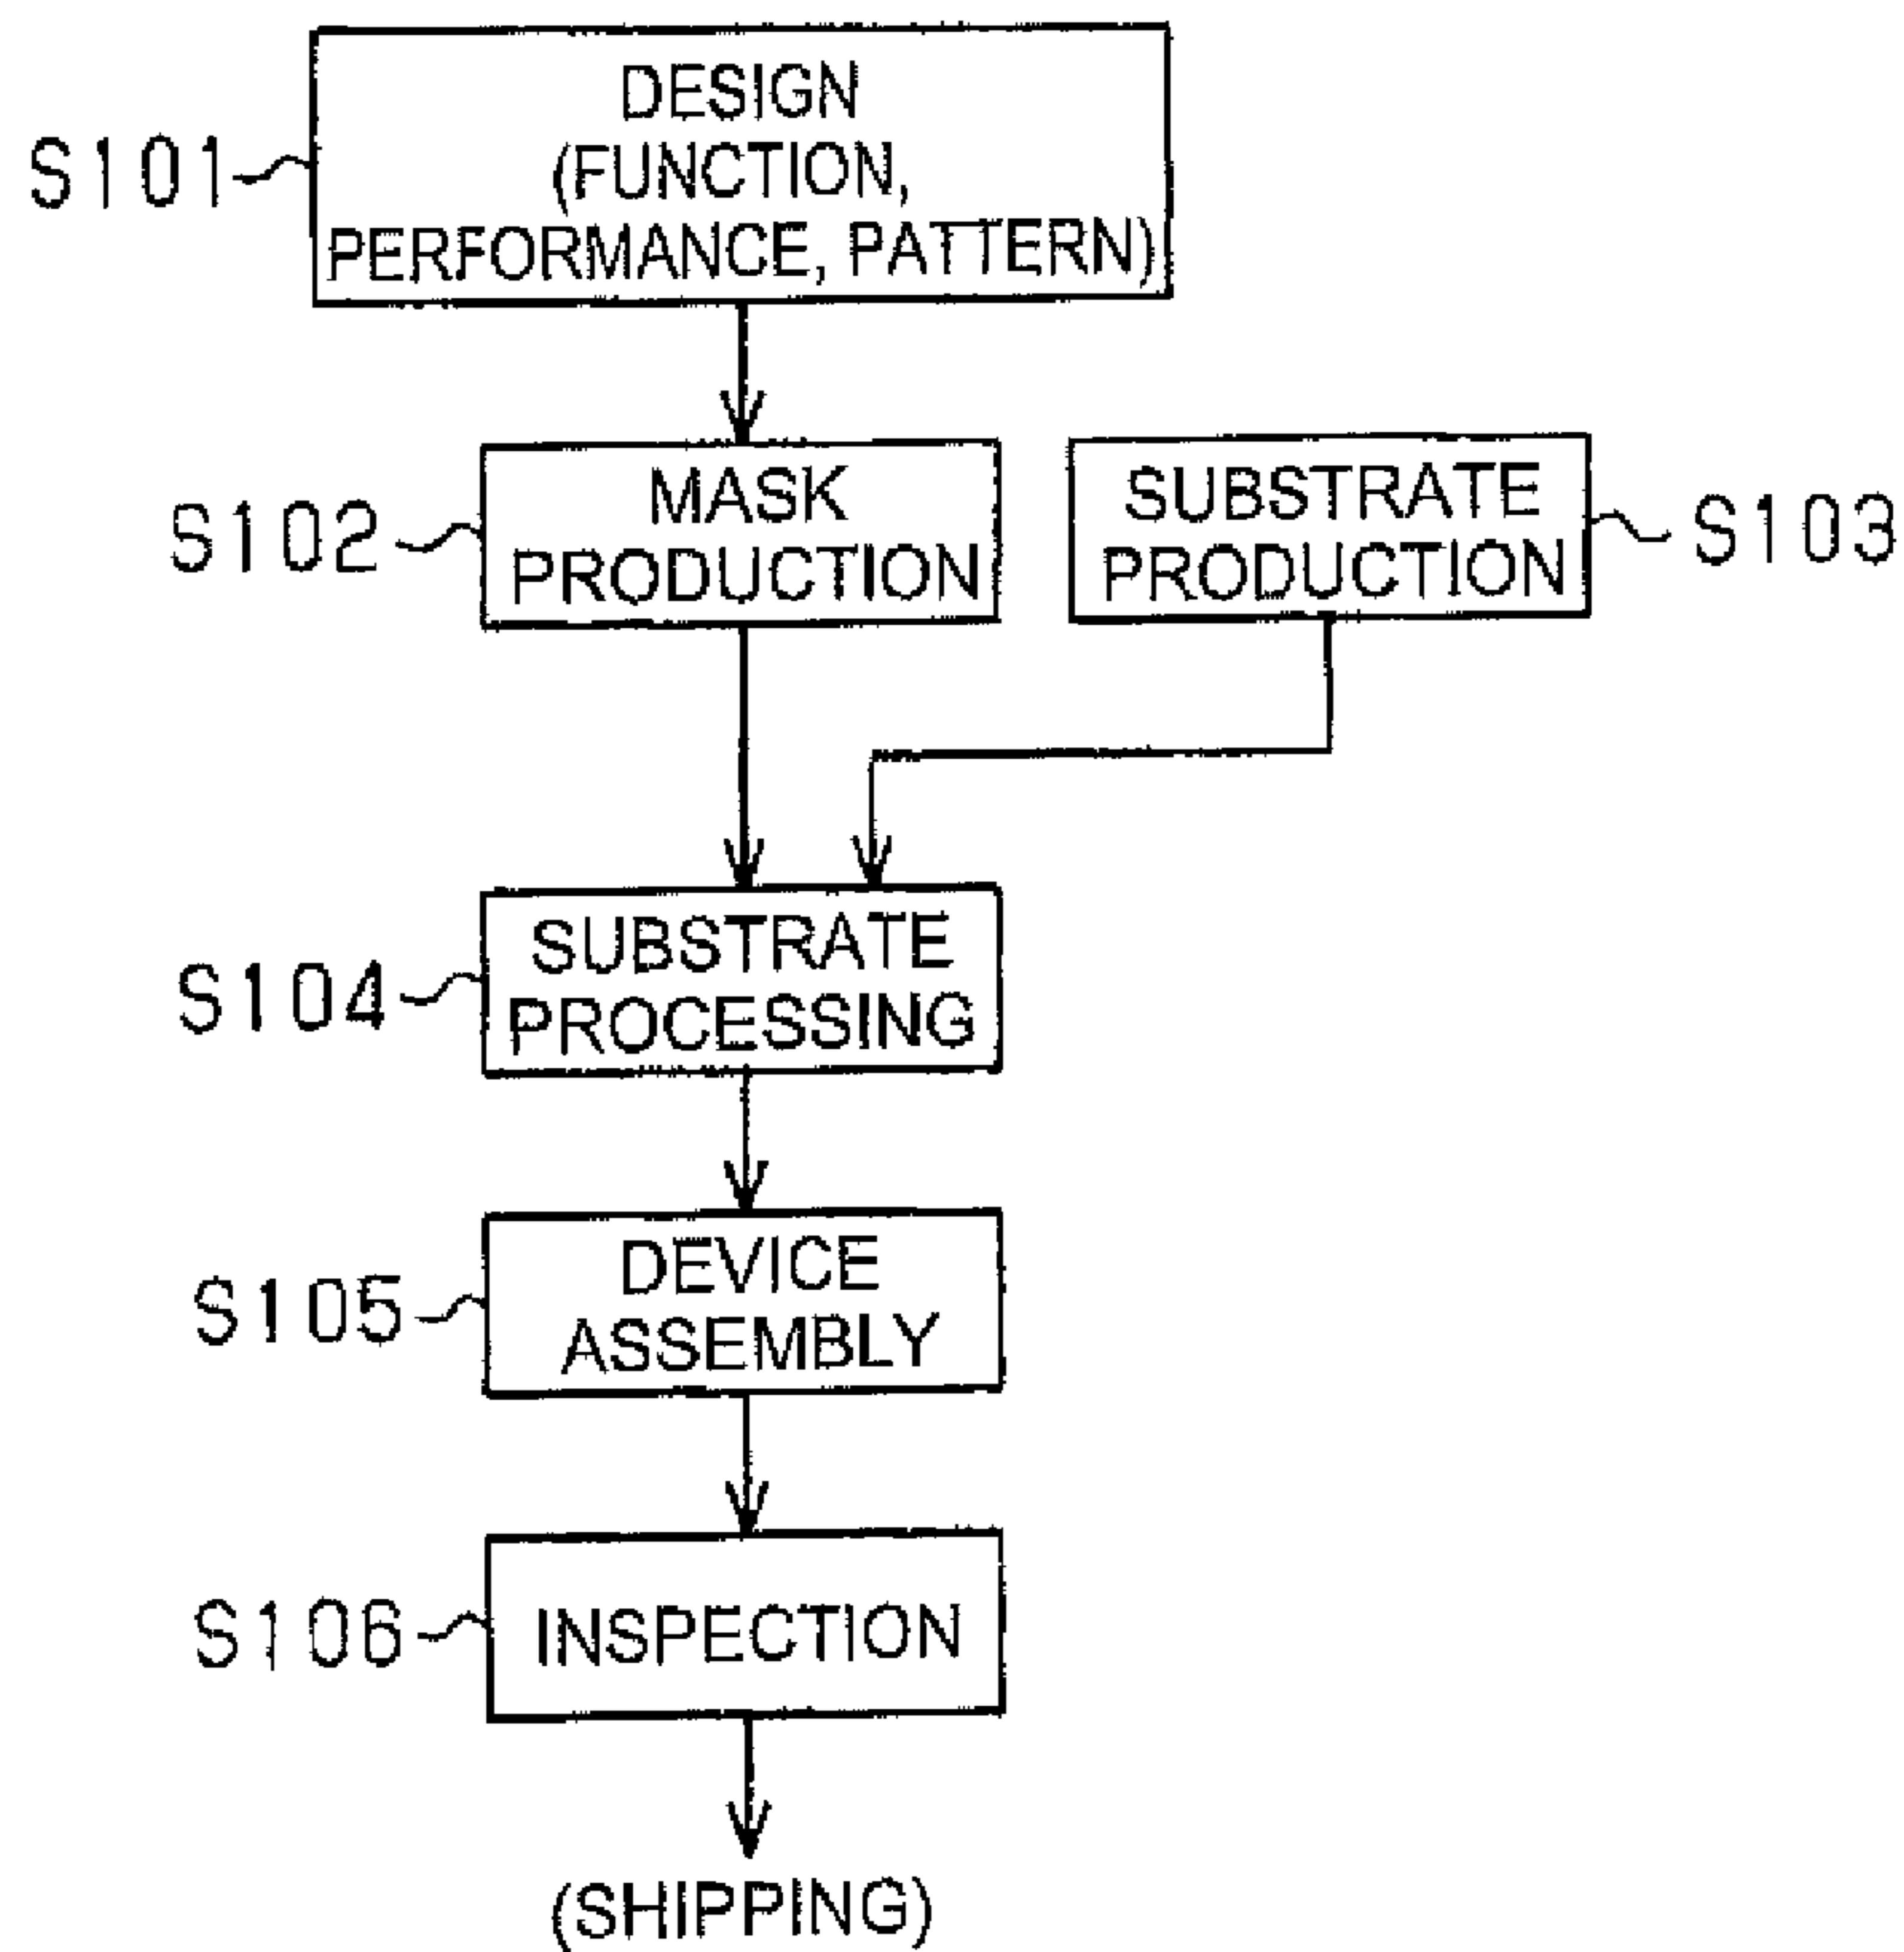 S101
DESIGN
(FUNCTION,
PERFORMANCE, PATTERN)
S102
MASK
PRODUCTION
SUBSTRATE
PRODUCTION
S103
S104
SUBSTRATE
PROCESSING
S105
DEVICE
ASSEMBLY
S106
INSPECTION
(SHIPPING)